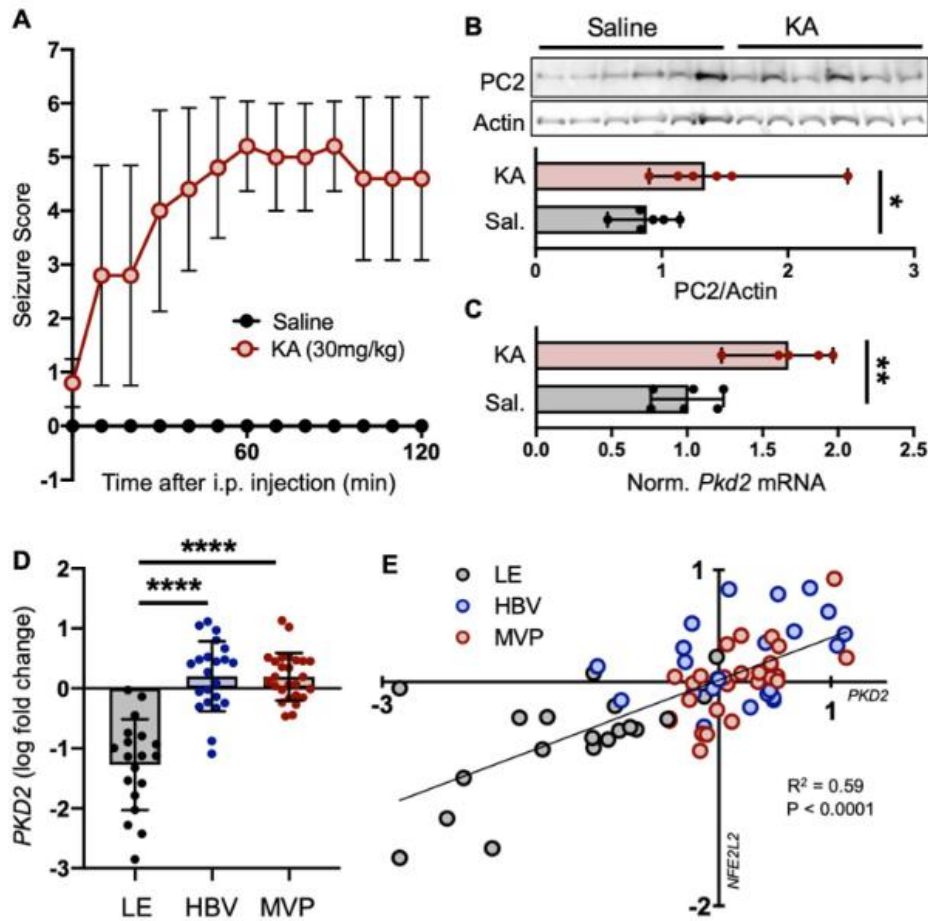 A
7
6
5
4
3
2
1
0
-1
Seizure Score
Saline
KA (30mg/kg)
60
120
Time after i.p. injection (min)
B
Saline
KA
PC2
Actin
KA
Sal.
*
0
1
2
3
PC2/Actin
C
KA
Sal.
**
0.0
0.5
1.0
1.5
2.0
2.5
Norm. Pkd2 mRNA
D
****
****
2
1
0
-1
-2
-3
PKD2 (log fold change)
LE
HBV
MVP
E
LE
HBV
MVP
1
-3
1
PKD2
R² = 0.59
P < 0.0001
NFE2L2
-2